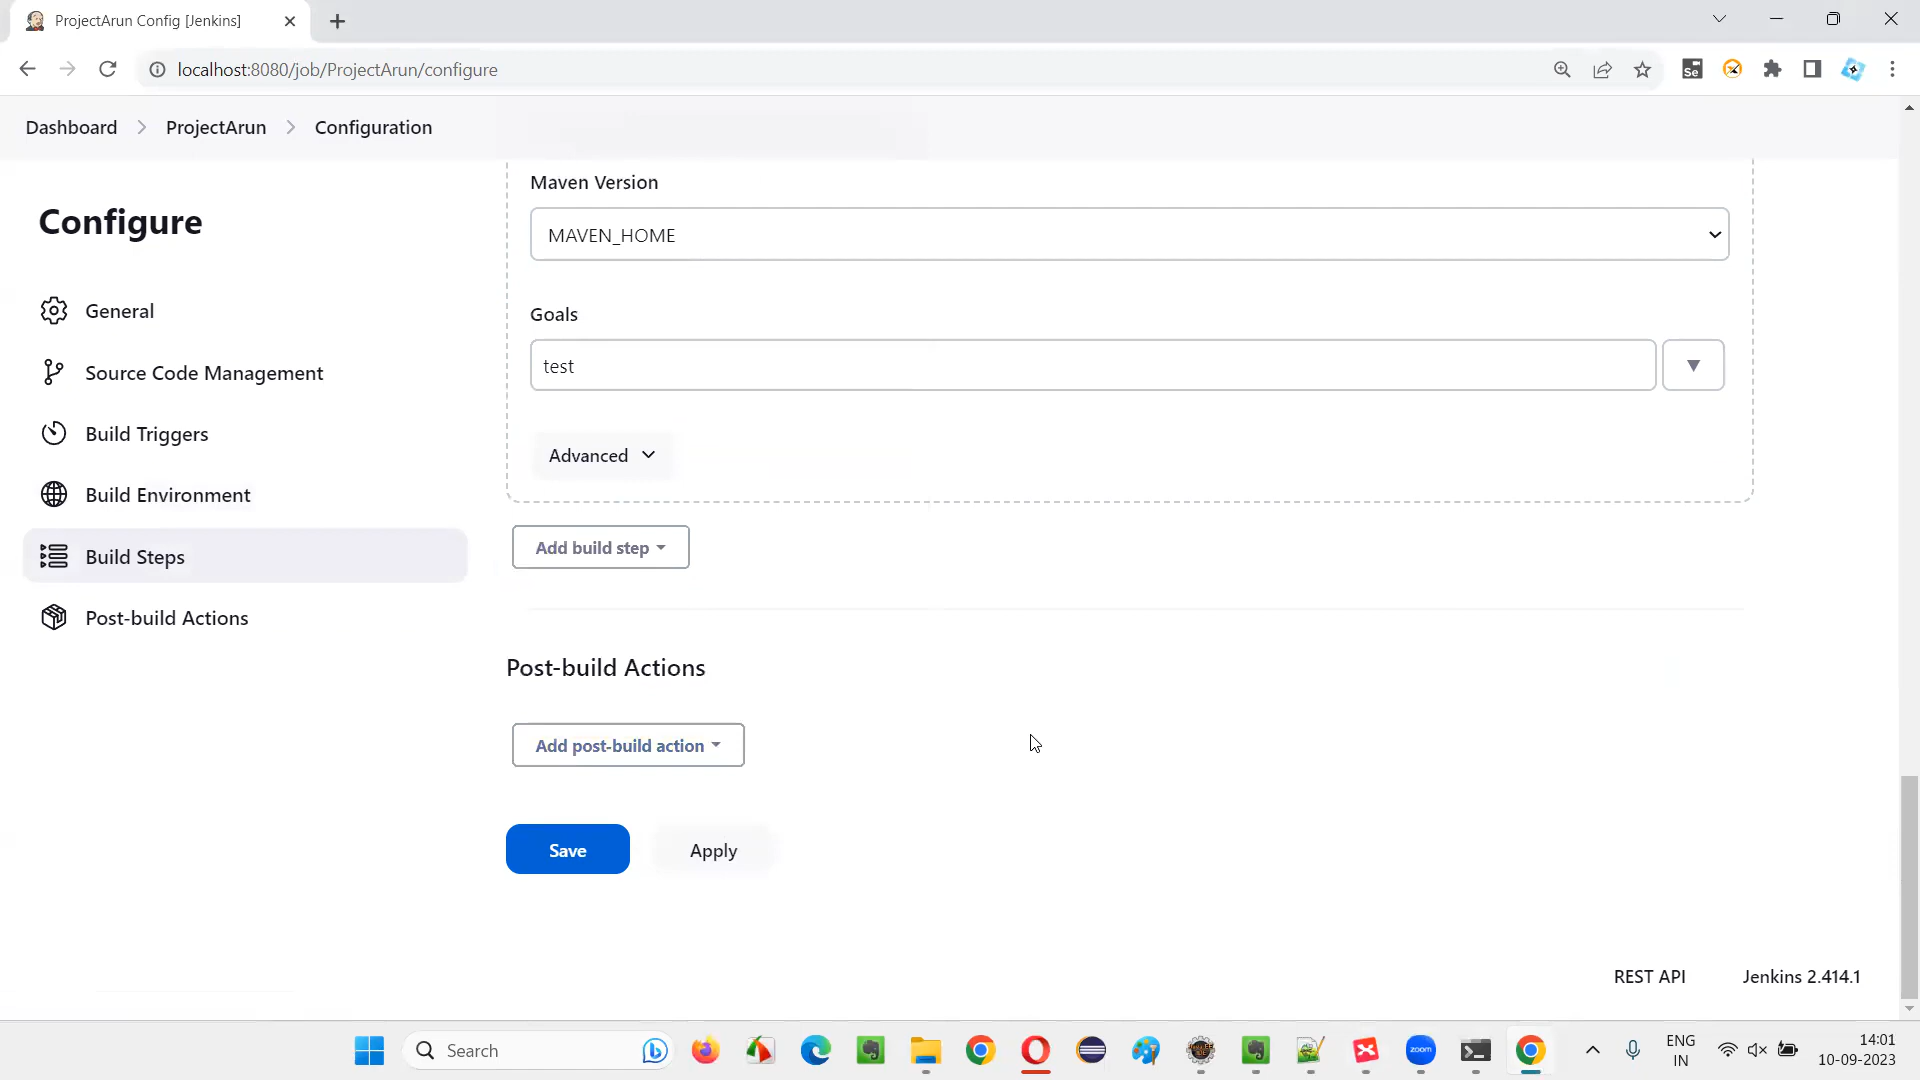 ProjectArun Config [Jenkins]
localhost:8080/job/ProjectArun/configure
Se
Dashboard
ProjectArun
Configuration
Configure
General
Source Code Management
Build Triggers
Build Environment
Build Steps
Post-build Actions
Maven Version
MAVEN_HOME
Goals
test
Advanced
Add build step
Post-build Actions
Add post-build action
Save
Apply
REST API
Jenkins 2.414.1
Search
zoom
ENG
IN
14:01
10-09-2023